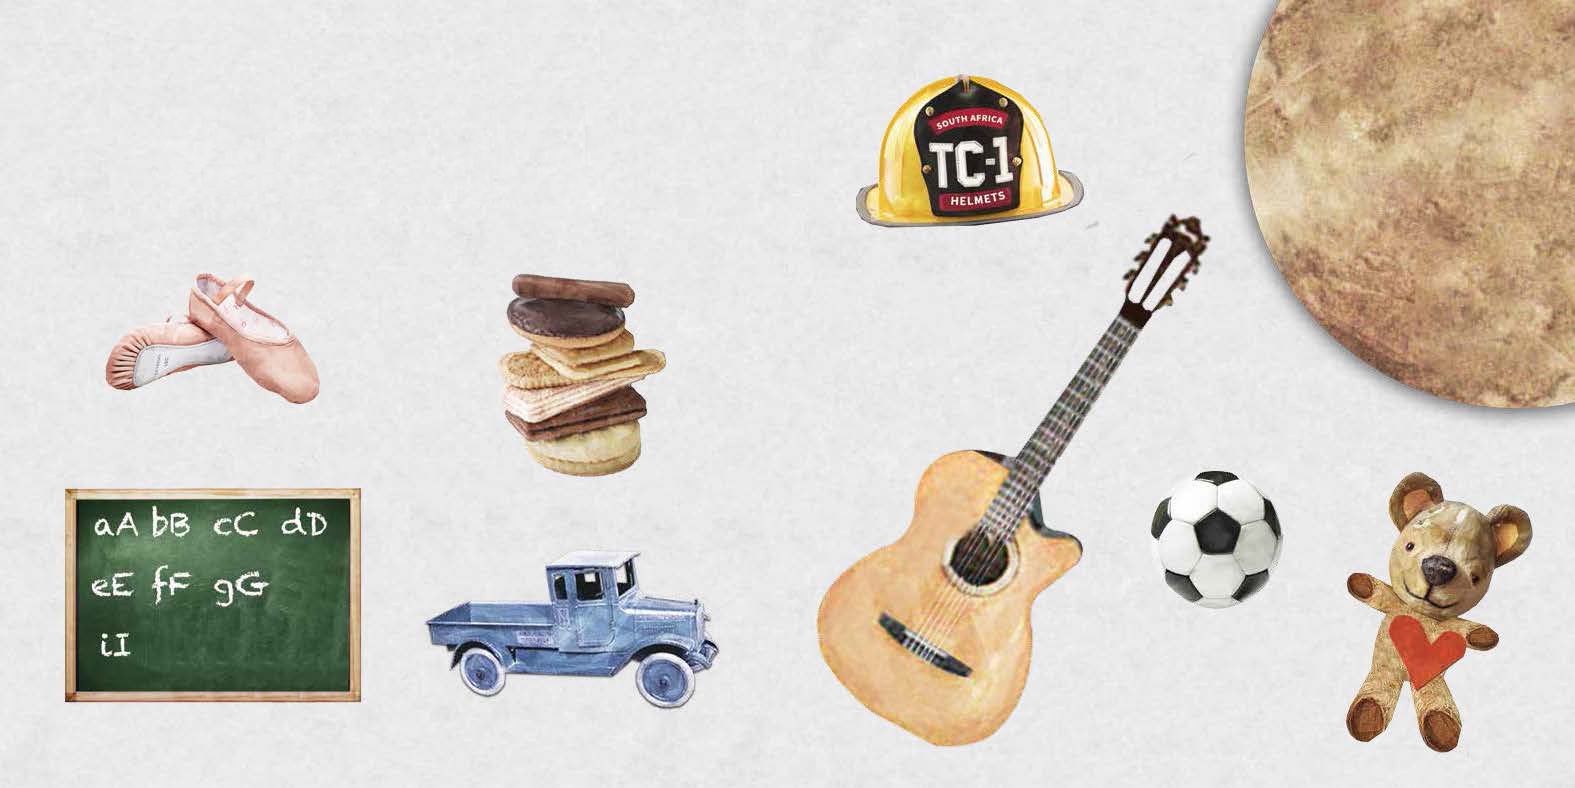 SOUTH AFRICA
TC-1
HELMETS
aA bB cC dD
eE fF gG
iI